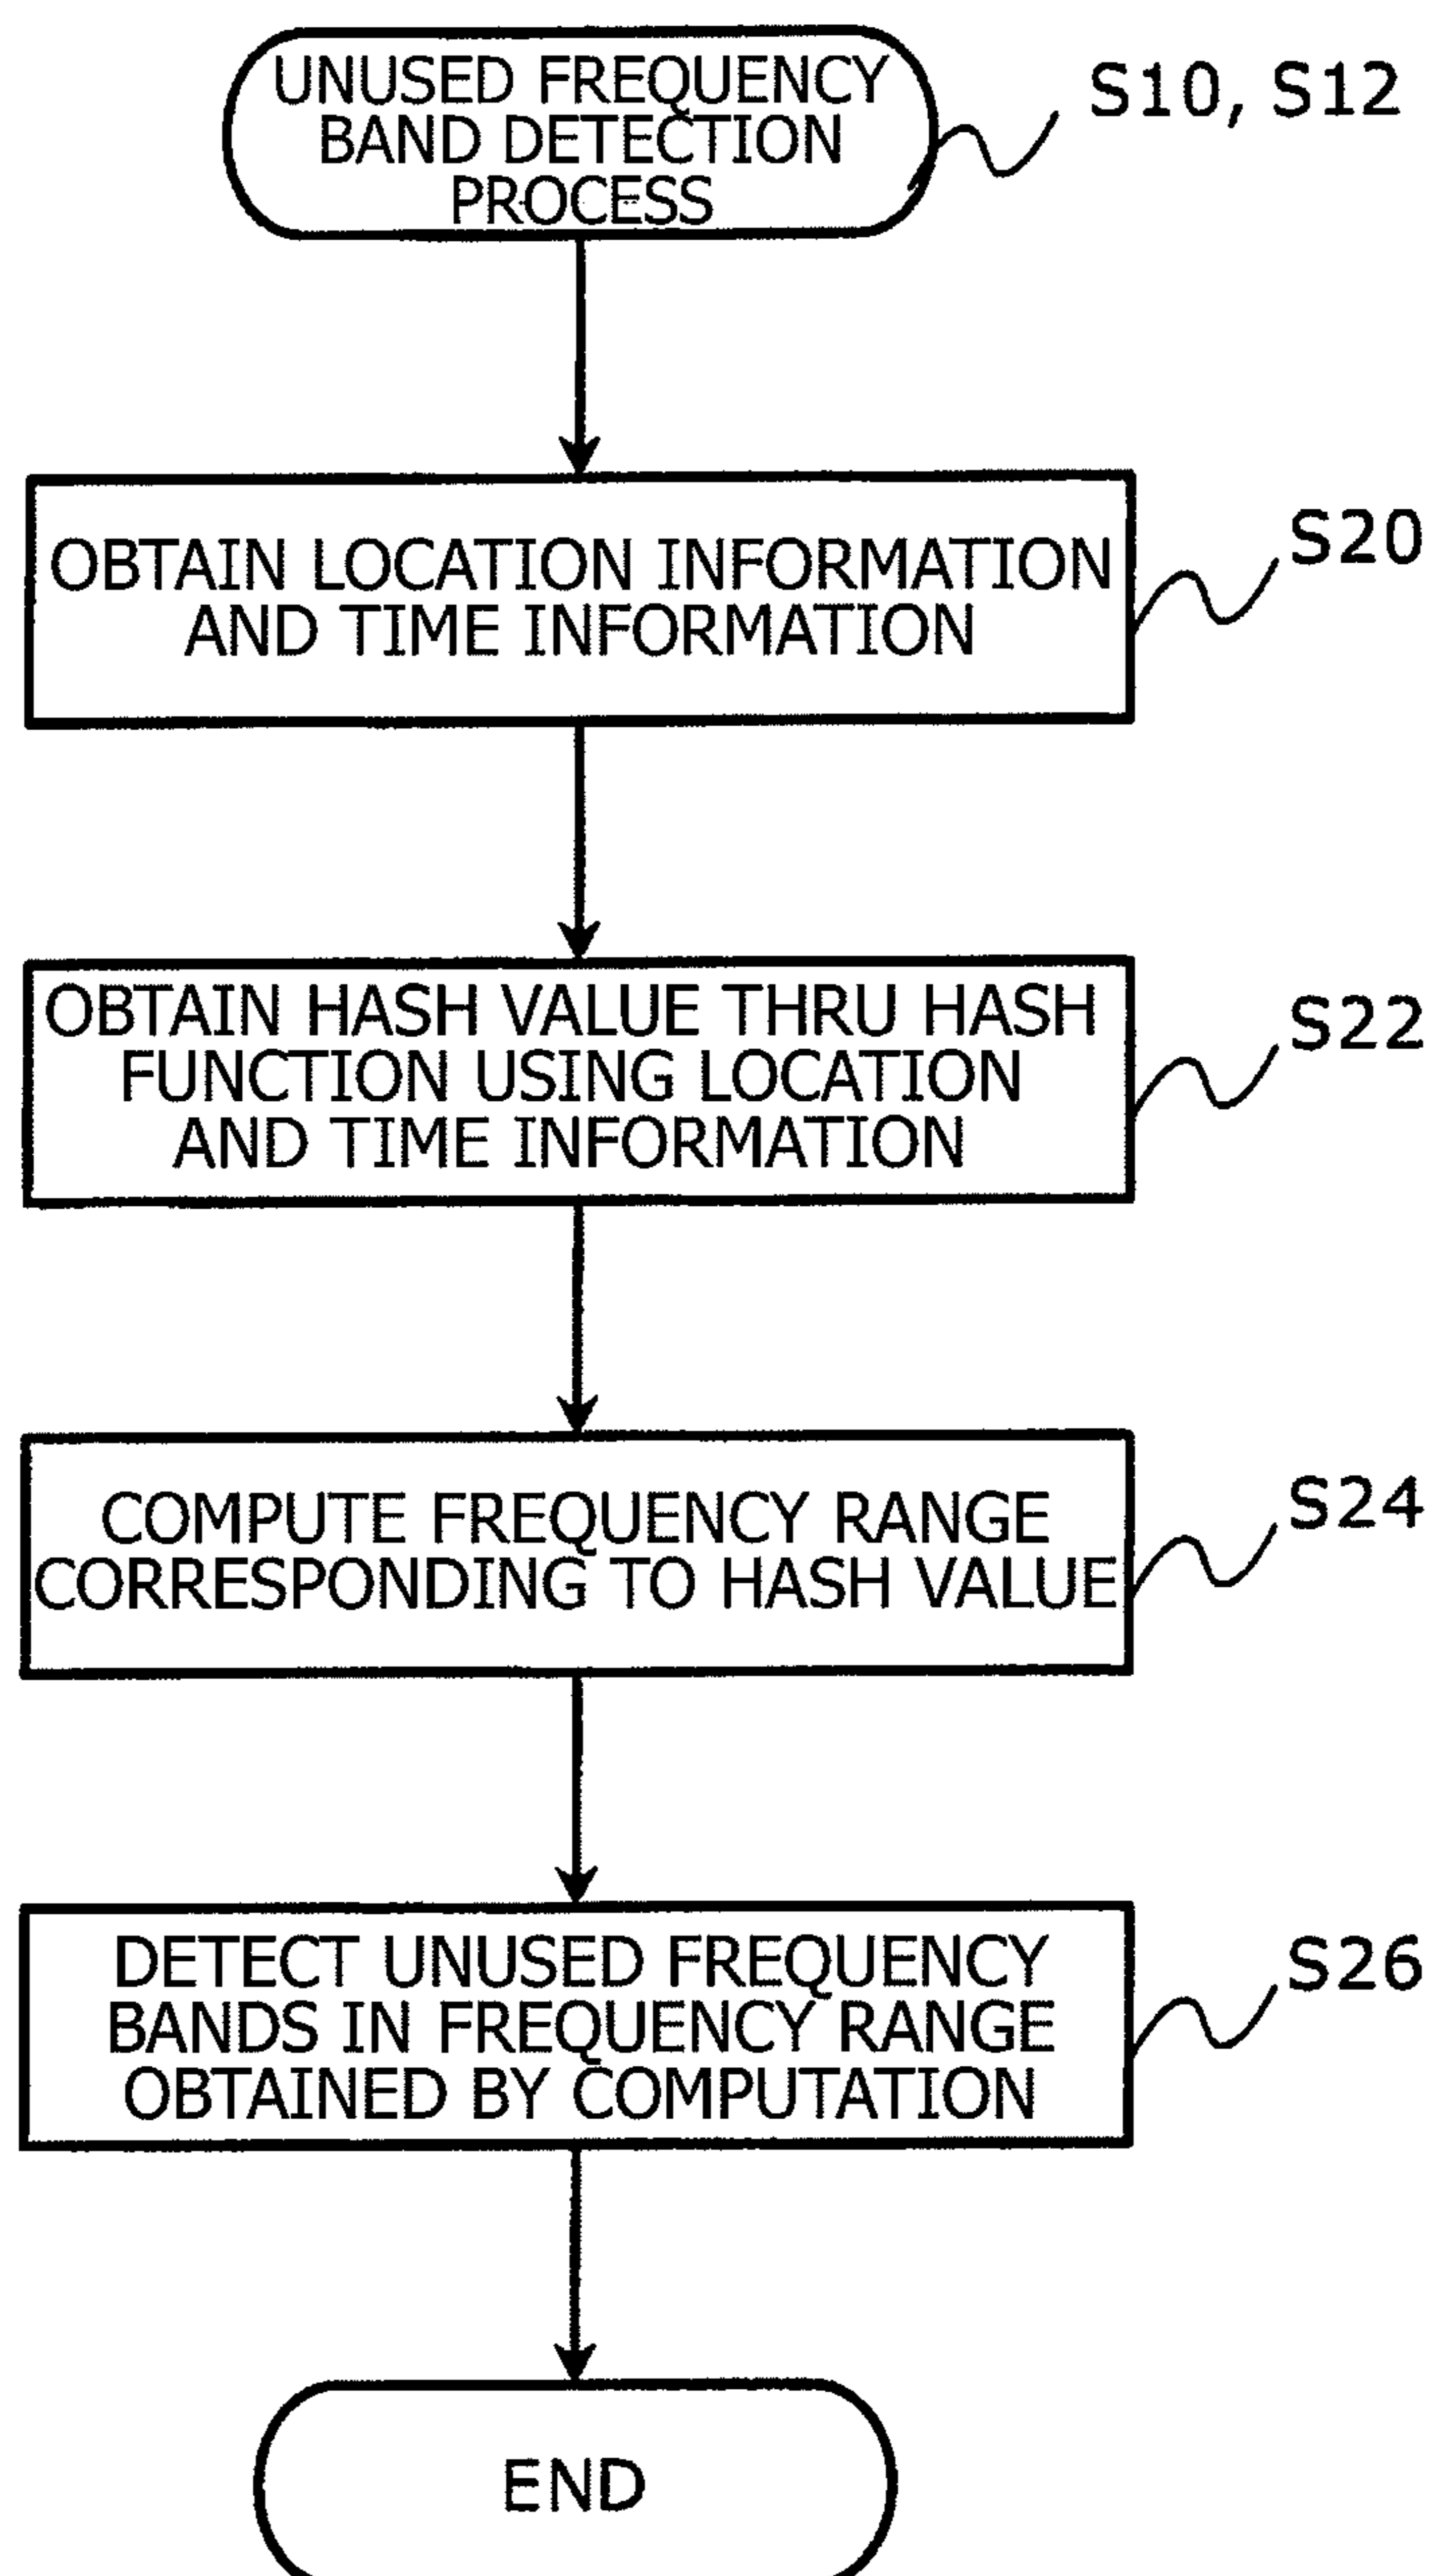 UNUSED FREQUENCY
BAND DETECTION
PROCESS
S10, S12
OBTAIN LOCATION INFORMATION
AND TIME INFORMATION
S20
OBTAIN HASH VALUE THRU HASH
FUNCTION USING LOCATION
AND TIME INFORMATION
S22
COMPUTE FREQUENCY RANGE
CORRESPONDING TO HASH VALUE
S24
DETECT UNUSED FREQUENCY
BANDS IN FREQUENCY RANGE
OBTAINED BY COMPUTATION
S26
END